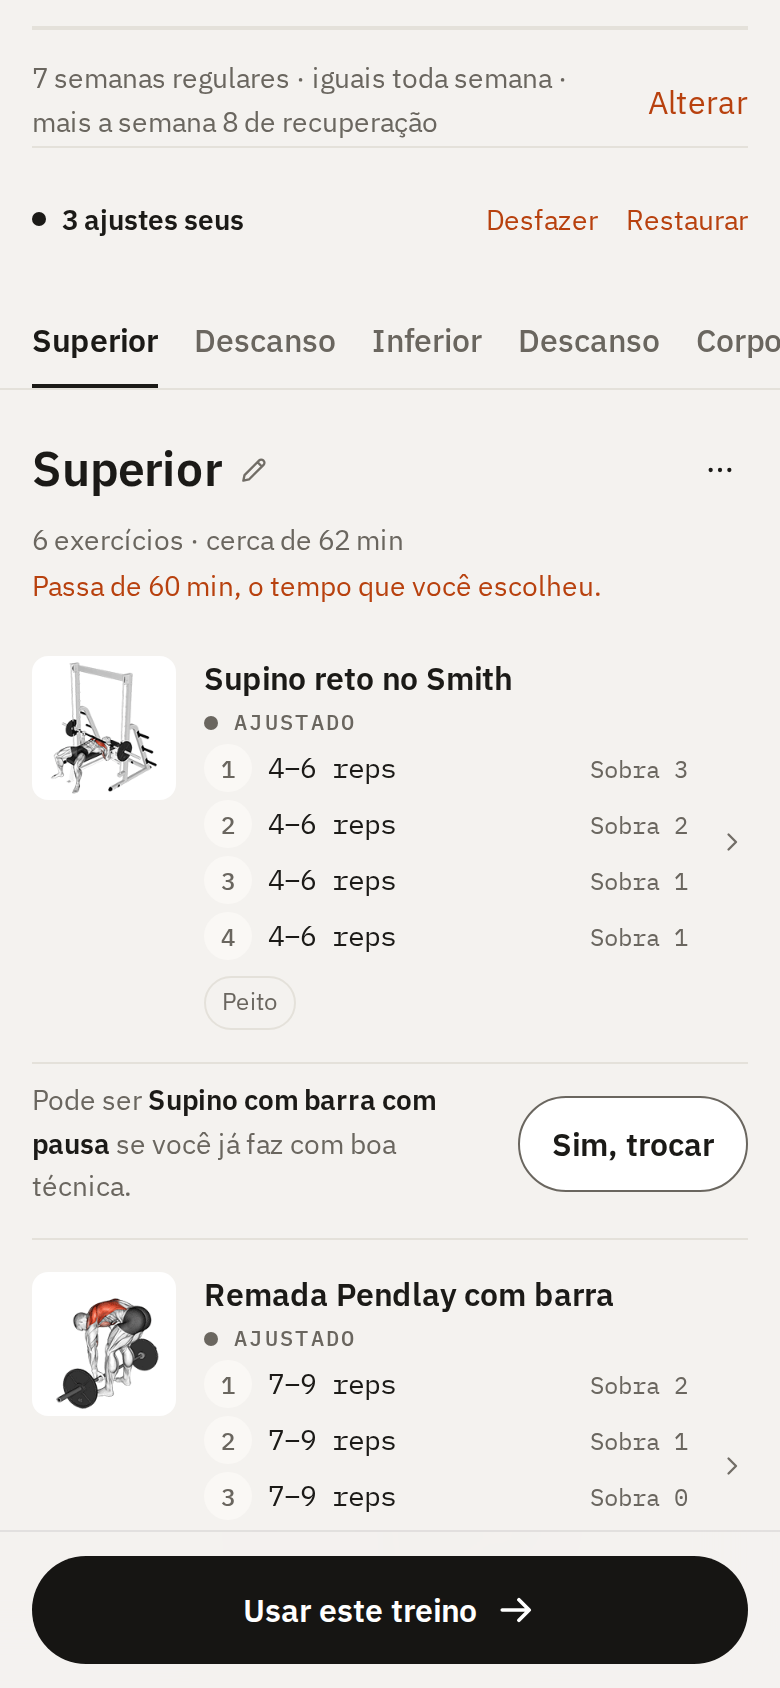 7 semanas regulares · iguais toda semana ·
mais a semana 8 de recuperação
Alterar
3 ajustes seus
Desfazer
Restaurar
Superior
Descanso
Inferior
Descanso
Corpo
Superior
6 exercícios · cerca de 62 min
Passa de 60 min, o tempo que você escolheu.
Supino reto no Smith
AJUSTADO
1 4–6 reps Sobra 3
2 4–6 reps Sobra 2
3 4–6 reps Sobra 1
4 4–6 reps Sobra 1
Peito
Pode ser Supino com barra com
pausa se você já faz com boa
técnica.
Sim, trocar
Remada Pendlay com barra
AJUSTADO
1 7–9 reps Sobra 2
2 7–9 reps Sobra 1
3 7–9 reps Sobra 0
Usar este treino →